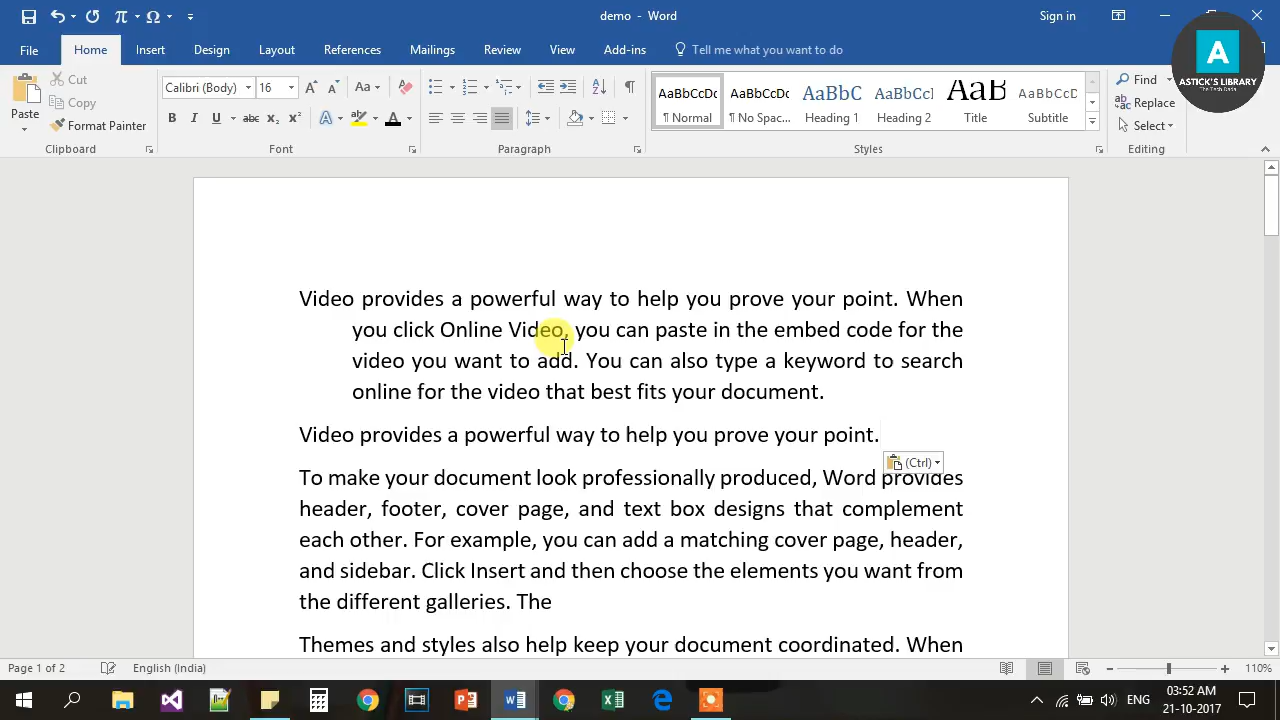 demo - Word
Sign in
File Home Insert Design Layout References Mailings Review View Add-ins Tell me what you want to do
A
ASTICK'S LIBRARY
The Tech Darla
Paste
Cut
Copy
Format Painter
Clipboard
Calibri (Body) 16
Font
Paragraph
AaBbCcDc AaBbCcDc AaBbC AaBbCcI AaB AaBbCcD
¶ Normal ¶ No Spac... Heading 1 Heading 2 Title Subtitle
Styles
Find
Replace
Select
Editing
Video provides a powerful way to help you prove your point. When
you click Online Video, you can paste in the embed code for the
video you want to add. You can also type a keyword to search
online for the video that best fits your document.
Video provides a powerful way to help you prove your point.
(Ctrl)
To make your document look professionally produced, Word provides
header, footer, cover page, and text box designs that complement
each other. For example, you can add a matching cover page, header,
and sidebar. Click Insert and then choose the elements you want from
the different galleries. The
Themes and styles also help keep your document coordinated. When
Page 1 of 2 English (India) 110%
ENG
03:52 AM
21-10-2017